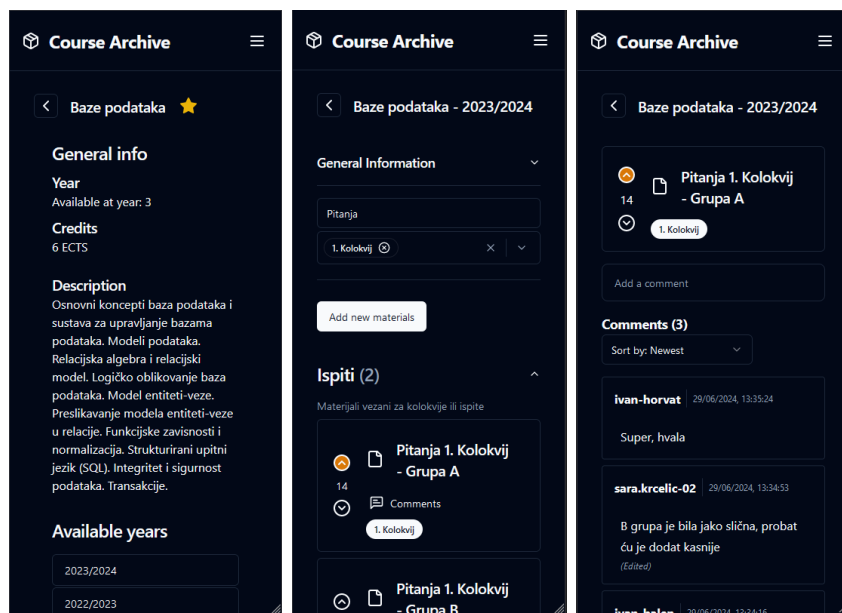 Course Archive
Baze podataka
General info
Year
Available at year: 3
Credits
6 ECTS
Description
Osnovni koncepti baza podataka i
sustava za upravljanje bazama
podataka. Modeli podataka.
Relacijska algebra i relacijski
model. Logičko oblikovanje baza
podataka. Model entiteti-veze.
Preslikavanje modela entiteti-veze
u relacije. Funkcijske zavisnosti i
normalizacija. Strukturirani upitni
jezik (SQL). Integritet i sigurnost
podataka. Transakcije.
Available years
2023/2024
2022/2023
Course Archive
Baze podataka - 2023/2024
General Information
Pitanja
1. Kolokvij
Add new materials
Ispiti (2)
Materijali vezani za kolokvije ili ispite
Pitanja 1. Kolokvij
- Grupa A
14
Comments
1. Kolokvij
Pitanja 1. Kolokvij
- Grupa B
Course Archive
Baze podataka - 2023/2024
Pitanja 1. Kolokvij
- Grupa A
14
1. Kolokvij
Add a comment
Comments (3)
Sort by: Newest
ivan-horvat 29/06/2024, 13:35:24
Super, hvala
sara.krcelic-02 29/06/2024, 13:34:53
B grupa je bila jako slična, probat
ću je dodat kasnije
(Edited)
29/06/2024, 13:34:16